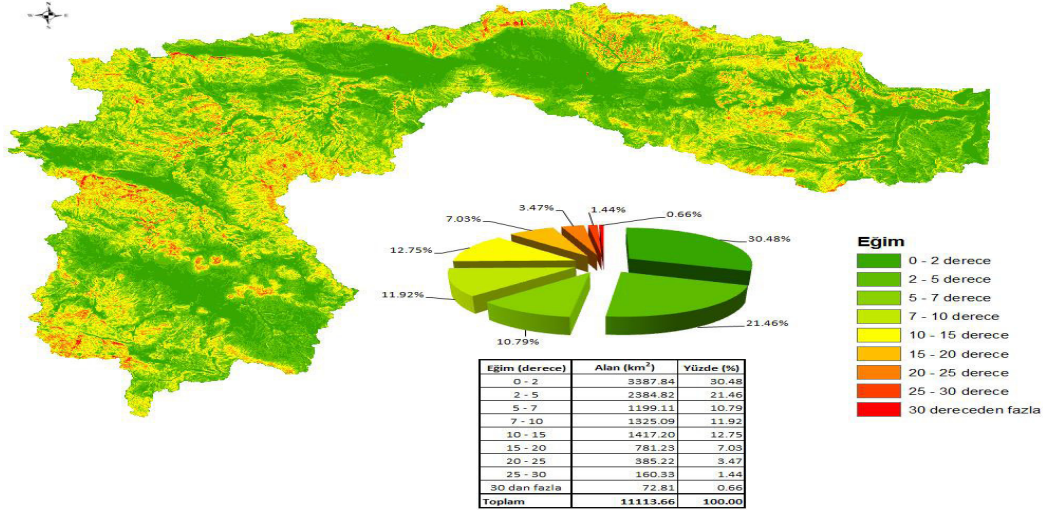 3.47%
1.44%
0.66%
7.03%
12.75%
30.48%
11.92%
21.46%
10.79%
Eğim
0 - 2 derece
2 - 5 derece
5 - 7 derece
7 - 10 derece
10 - 15 derece
15 - 20 derece
20 - 25 derece
25 - 30 derece
30 dereceden fazla
Eğim (derece) Alan (km²) Yüzde (%)
0 - 2 3387.84 30.48
2 - 5 2384.82 21.46
5 - 7 1199.11 10.79
7 - 10 1325.09 11.92
10 - 15 1417.20 12.75
15 - 20 781.23 7.03
20 - 25 385.22 3.47
25 - 30 160.33 1.44
30 dan fazla 72.81 0.66
Toplam 11113.66 100.00